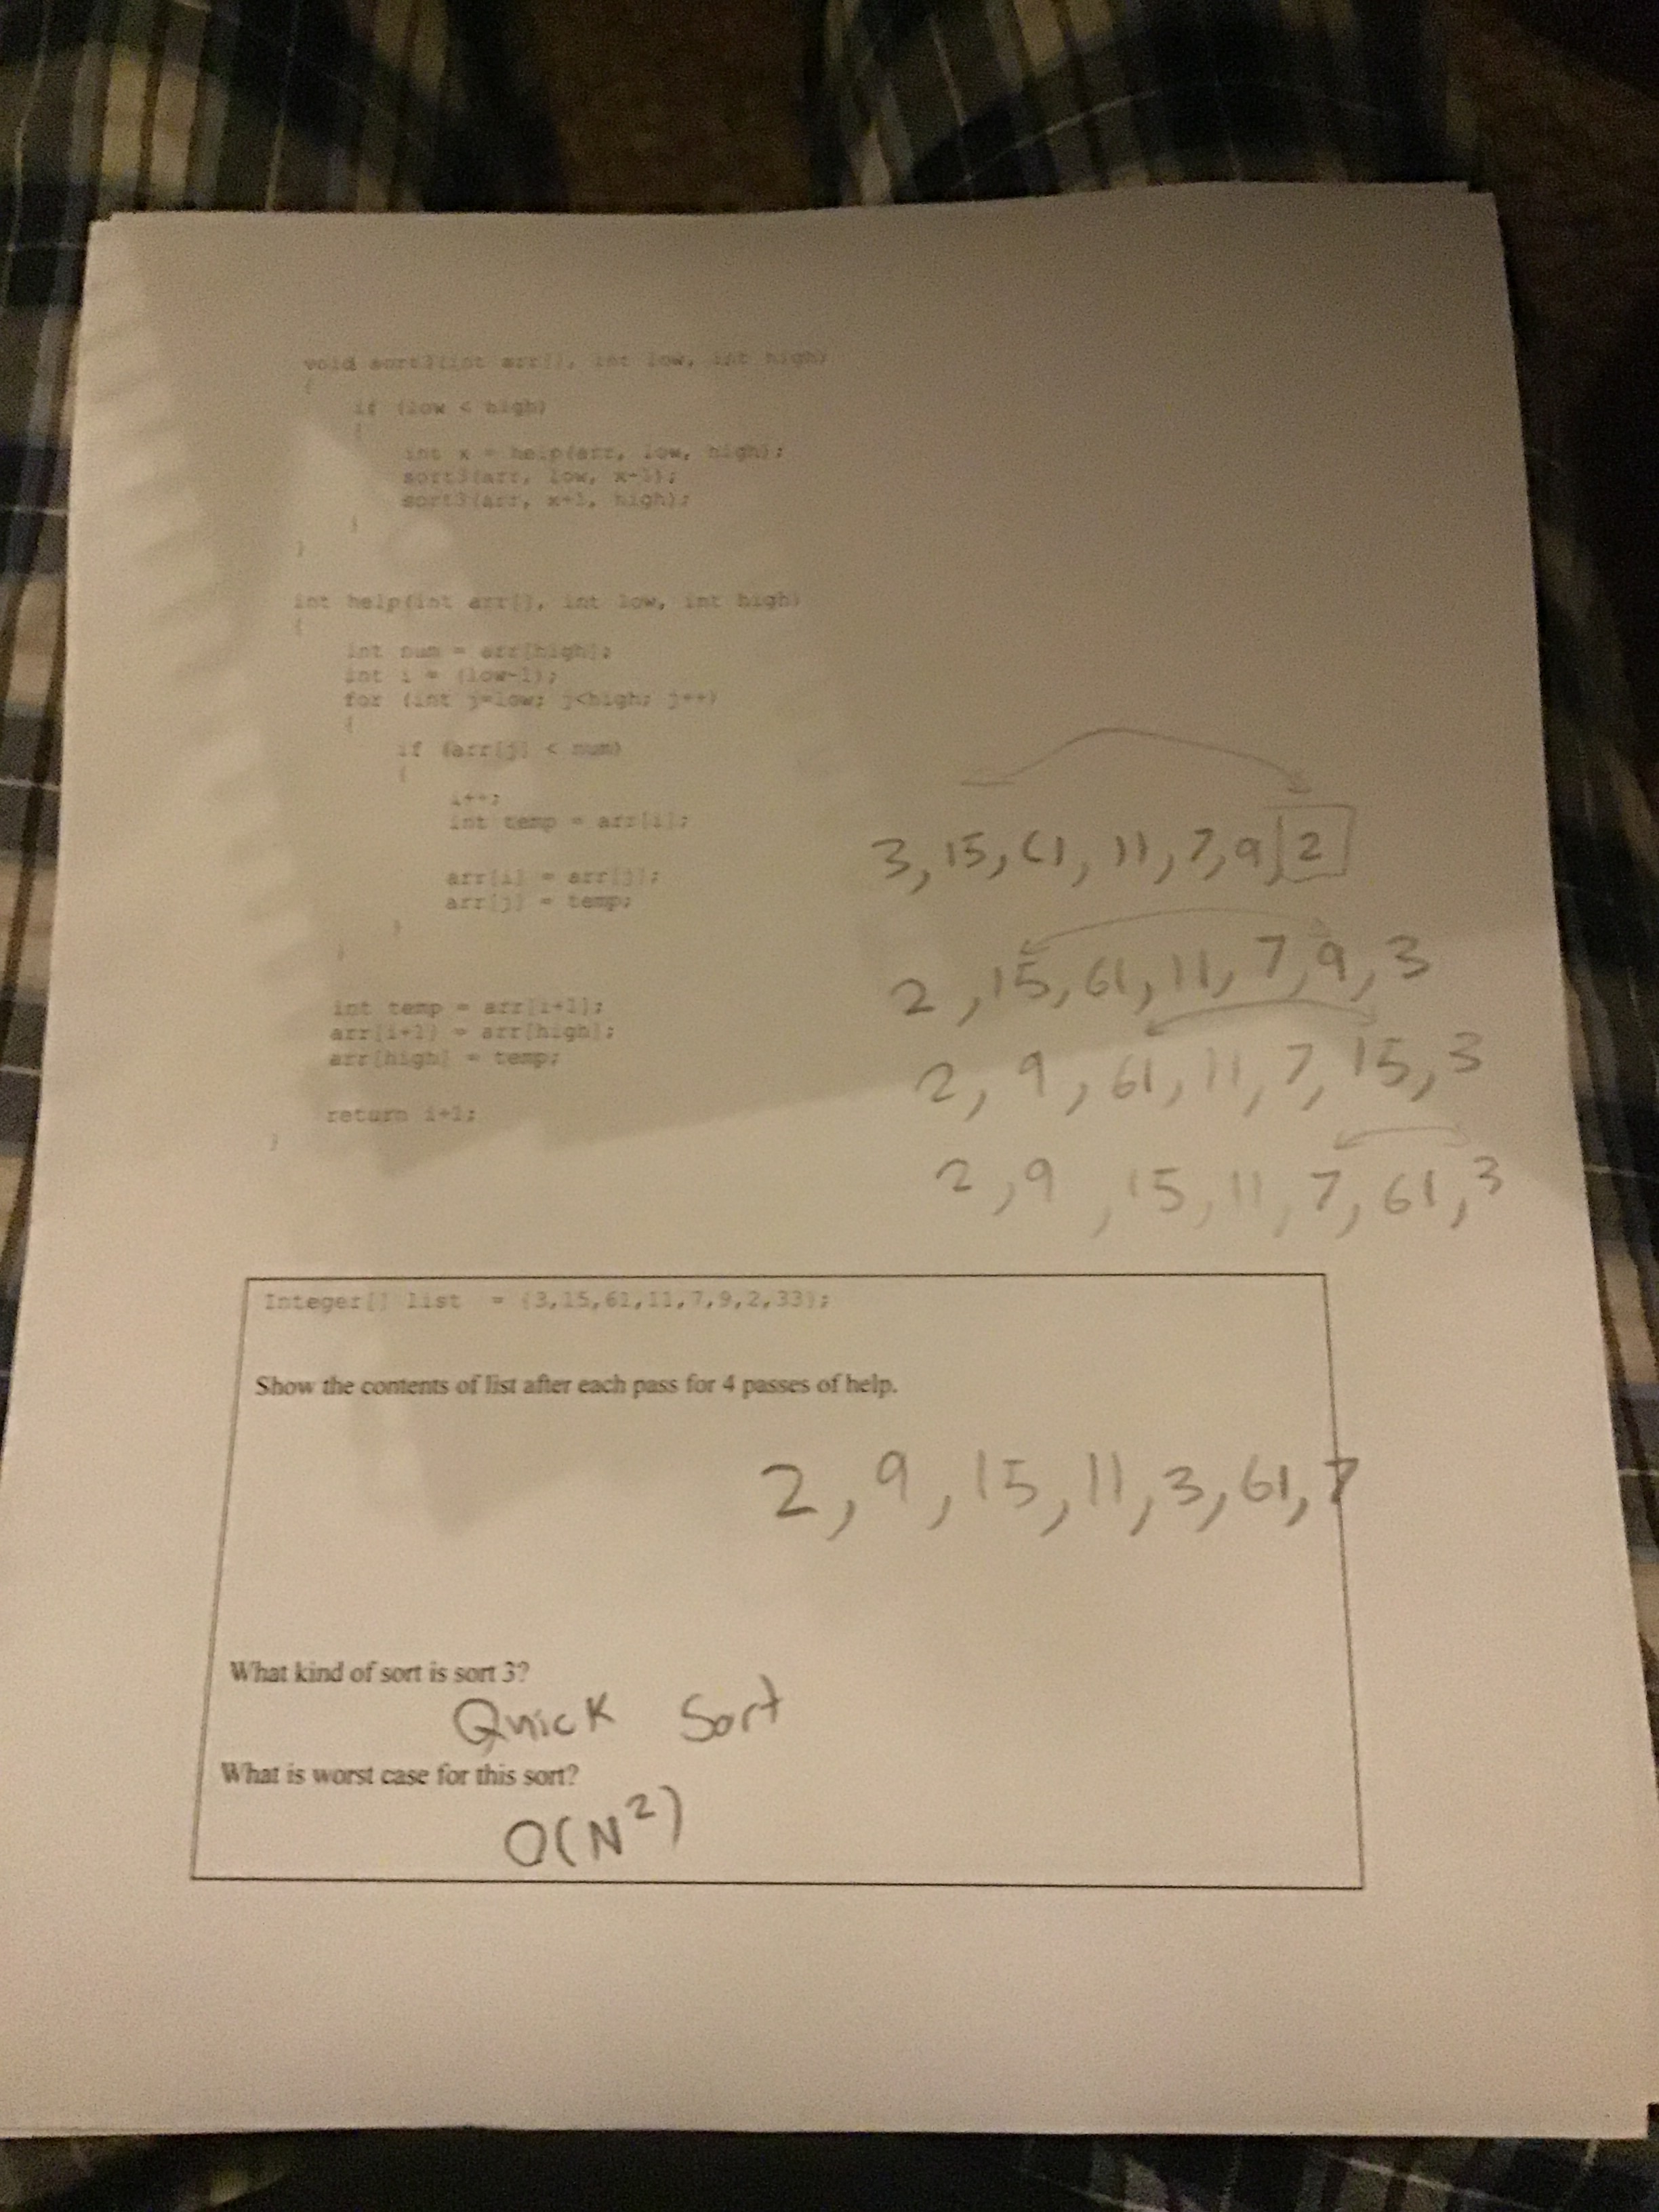 void sort3(int arr[], int low, int high)
{
if (low < high)
{
int x = help(arr, low, high);
sort3(arr, low, x-1);
sort3(arr, x+1, high);
}
}
int help(int arr[], int low, int high)
{
int num = arr[high];
int i = (low-1);
for (int j=low; j<high; j++)
{
if (arr[j] < num)
{
i++;
int temp = arr[i];
arr[i] = arr[j];
arr[j] = temp;
}
}
int temp = arr[i+1];
arr[i+1] = arr[high];
arr[high] = temp;
return i+1;
}
3, 15, 61, 11, 7, 9, 2
2, 15, 61, 11, 7, 9, 3
2, 9, 61, 11, 7, 15, 3
2, 9, 15, 11, 7, 61, 3
Integer[] list = {3,15,61,11,7,9,2,33};
Show the contents of list after each pass for 4 passes of help.
2, 9, 15, 11, 3, 61, 7
What kind of sort is sort 3?
Quick Sort
What is worst case for this sort?
O(N²)